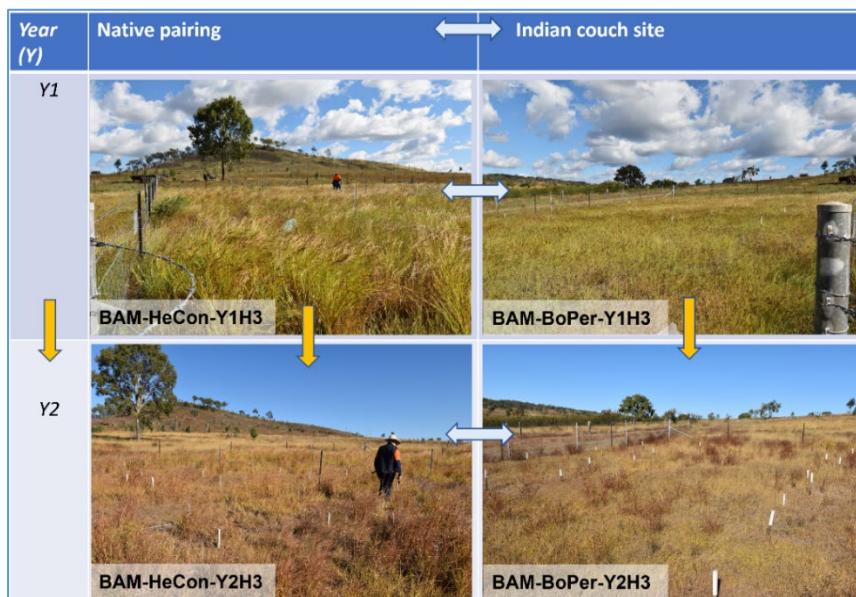 Year
(Y)
Native pairing
Indian couch site
Y1
BAM-HeCon-Y1H3
BAM-BoPer-Y1H3
Y2
BAM-HeCon-Y2H3
BAM-BoPer-Y2H3